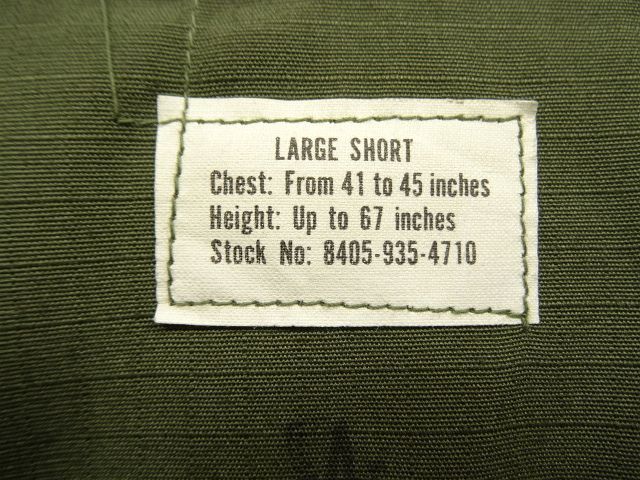 LARGE SHORT
Chest: From 41 to 45 inches
Height: Up to 67 inches
Stock No: 8405-935-4710